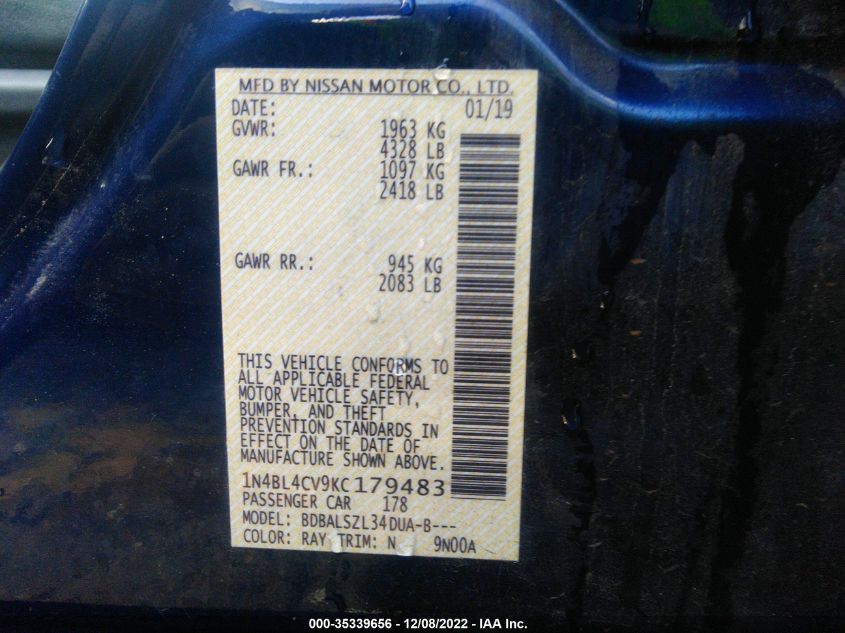 MFD BY NISSAN MOTOR CO., LTD.
DATE: 01/19
GVWR: 1963 KG
4328 LB
GAWR FR.: 1097 KG
2418 LB
GAWR RR.: 945 KG
2083 LB
THIS VEHICLE CONFORMS TO
ALL APPLICABLE FEDERAL
MOTOR VEHICLE SAFETY,
BUMPER, AND THEFT
PREVENTION STANDARDS IN
EFFECT ON THE DATE OF
MANUFACTURE SHOWN ABOVE.
1N4BL4CV9KC179483
PASSENGER CAR 178
MODEL: BDBALSZL34DUA-B---
COLOR: RAY TRIM: N 9N00A
000-35339656 - 12/08/2022 - IAA Inc.